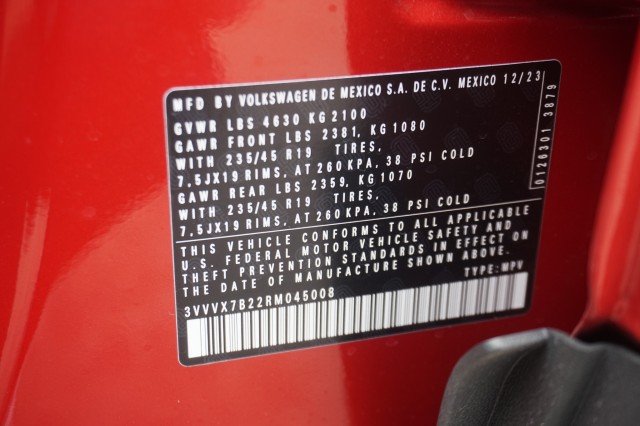 MFD BY VOLKSWAGEN DE MEXICO S.A. DE C.V. MEXICO 12/23
GVWR LBS 4630 KG 2100
GAWR FRONT LBS 2381, KG 1080
WITH 235/45 R19 TIRES,
7,5JX19 RIMS, AT 260 KPA, 38 PSI COLD
GAWR REAR LBS 2359, KG 1070
WITH 235/45 R19 TIRES,
7,5JX19 RIMS, AT 260 KPA, 38 PSI COLD
THIS VEHICLE CONFORMS TO ALL APPLICABLE
U.S. FEDERAL MOTOR VEHICLE SAFETY AND
THEFT PREVENTION STANDARDS IN EFFECT ON
THE DATE OF MANUFACTURE SHOWN ABOVE.
TYPE: MPV
3VVVX7B22RM045008
0126301 3879